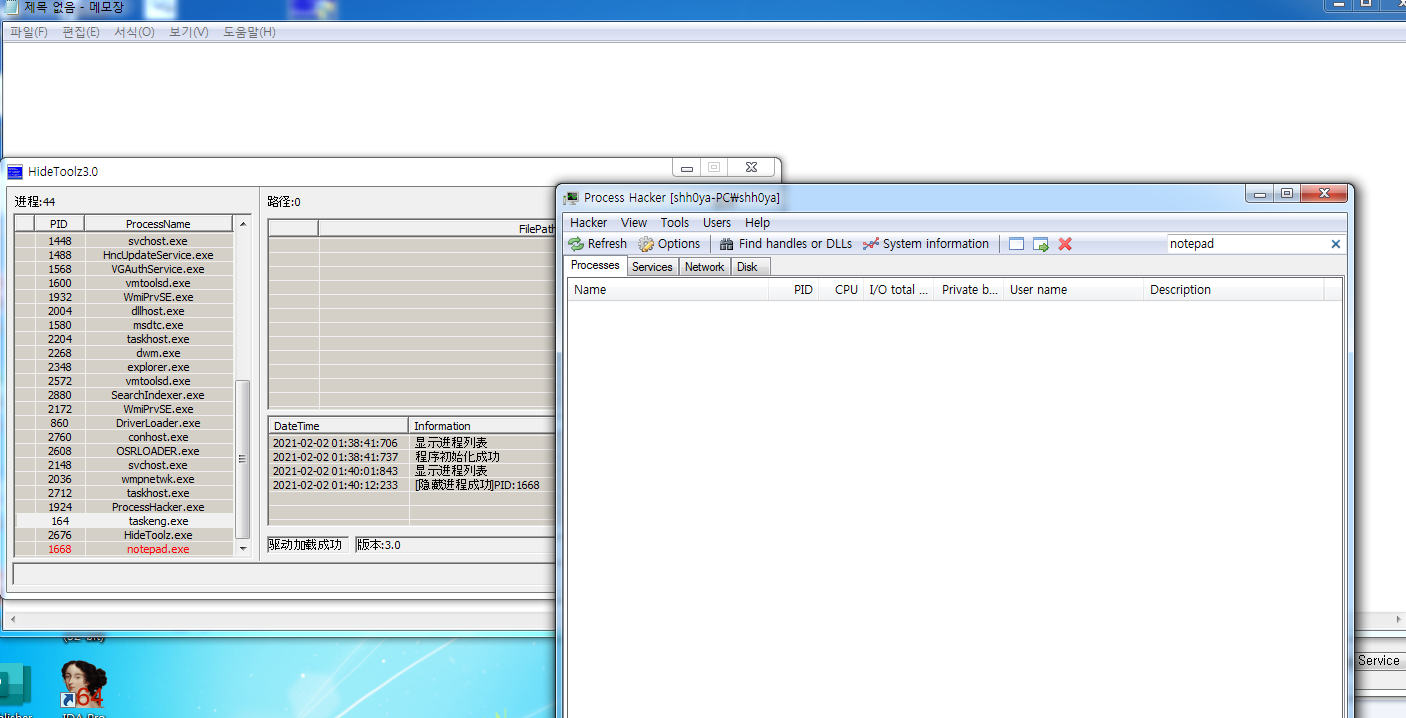 제목 없음 - 메모장
파일(F) 편집(E) 서식(O) 보기(V) 도움말(H)
HideToolz3.0
进程:44
PID ProcessName
1448 svchost.exe
1488 HncUpdateService.exe
1568 VGAuthService.exe
1600 vmtoolsd.exe
1932 WmiPrvSE.exe
2004 dllhost.exe
1580 msdtc.exe
2204 taskhost.exe
2268 dwm.exe
2348 explorer.exe
2572 vmtoolsd.exe
2880 SearchIndexer.exe
2172 WmiPrvSE.exe
860 DriverLoader.exe
2760 conhost.exe
2608 OSRLOADER.exe
2148 svchost.exe
2036 wmpnetwk.exe
2712 taskhost.exe
1924 ProcessHacker.exe
164 taskeng.exe
2676 HideToolz.exe
1668 notepad.exe
路径:0
FilePath
DateTime Information
2021-02-02 01:38:41:706 显示进程列表
2021-02-02 01:38:41:737 程序初始化成功
2021-02-02 01:40:01:843 显示进程列表
2021-02-02 01:40:12:233 [隐藏进程成功]PID:1668
驱动加载成功 版本:3.0
Process Hacker [shh0ya-PC₩shh0ya]
Hacker View Tools Users Help
Refresh Options Find handles or DLLs System information notepad
Processes Services Network Disk
Name PID CPU I/O total ... Private b... User name Description
Service
64